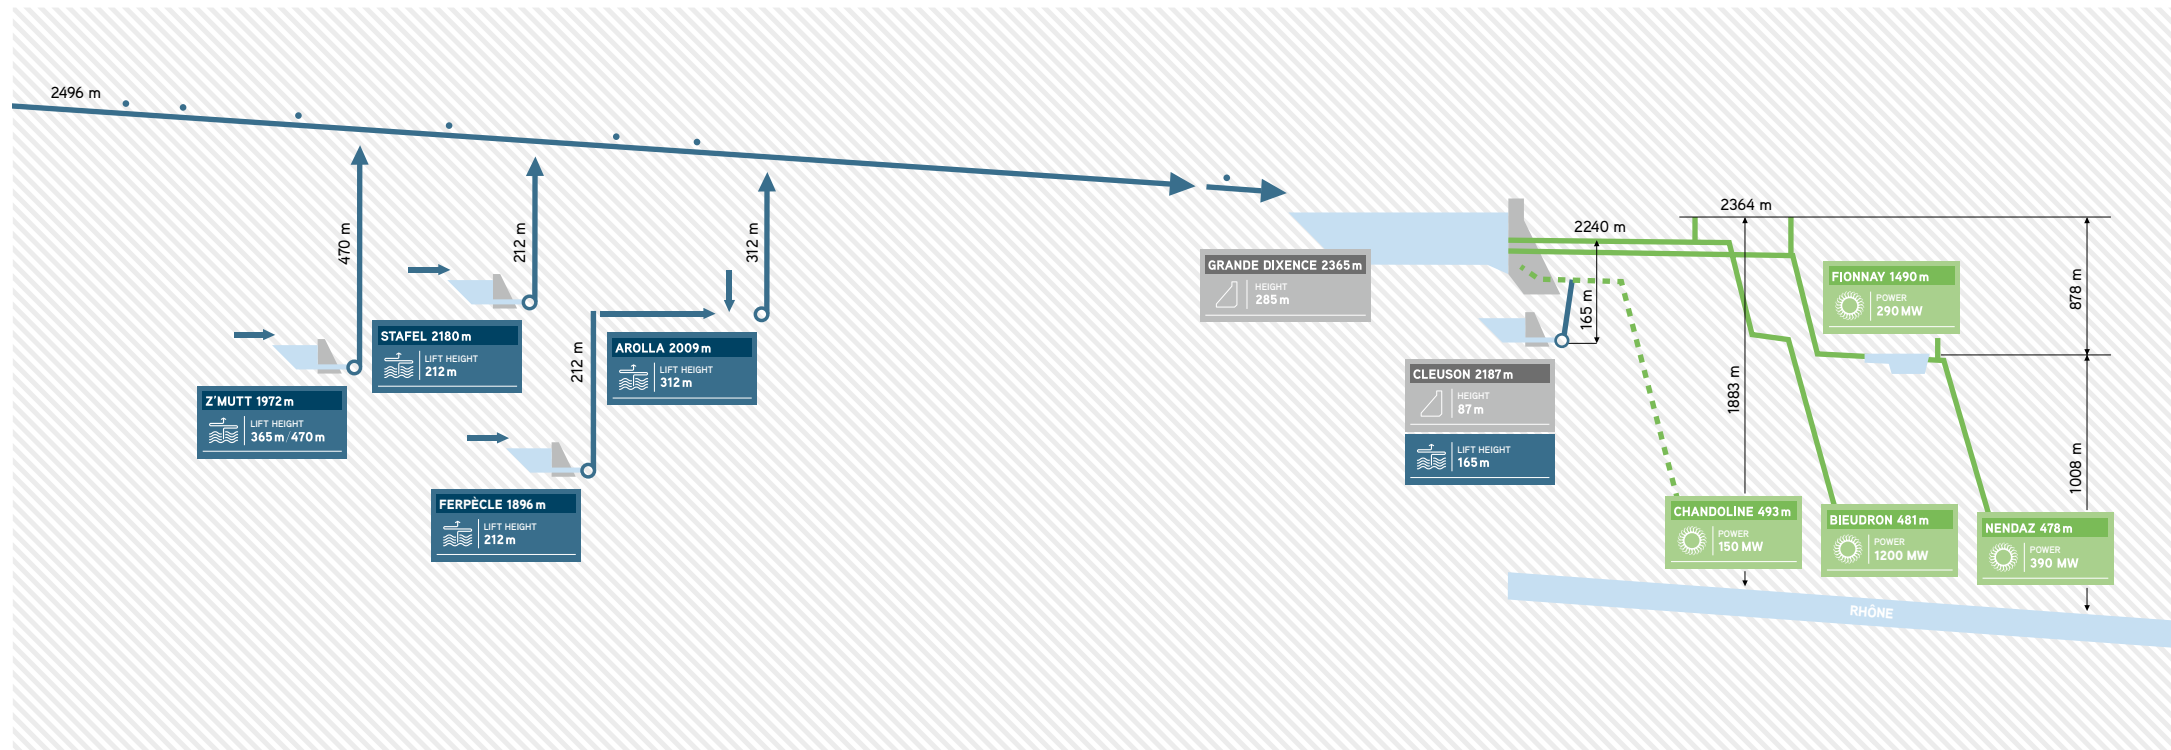 2496 m
470 m
212 m
312 m
212 m
Z'MUTT 1972 m
LIFT HEIGHT
365 m/470 m
STAFEL 2180 m
LIFT HEIGHT
212 m
FERPÈCLE 1896 m
LIFT HEIGHT
212 m
AROLLA 2009 m
LIFT HEIGHT
312 m
GRANDE DIXENCE 2365 m
HEIGHT
285 m
CLEUSON 2187 m
HEIGHT
87 m
LIFT HEIGHT
165 m
2240 m
165 m
2364 m
1883 m
878 m
1008 m
FIONNAY 1490 m
POWER
290 MW
CHANDOLINE 493 m
POWER
150 MW
BIEUDRON 481 m
POWER
1200 MW
NENDAZ 478 m
POWER
390 MW
RHÔNE